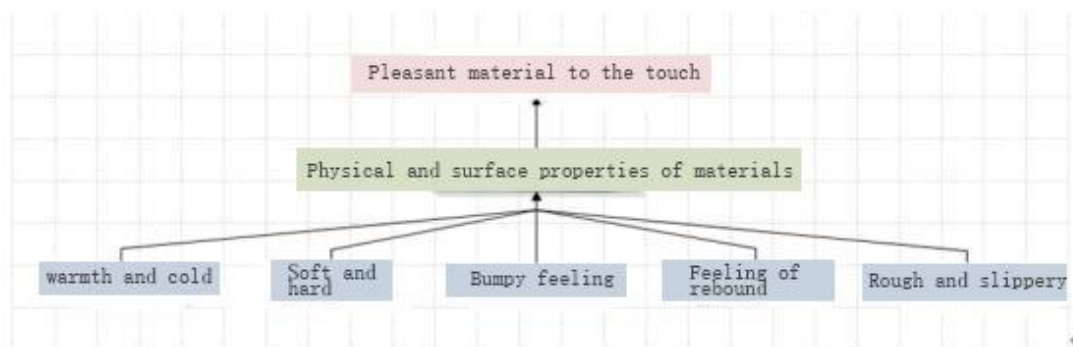 Pleasant material to the touch
Physical and surface properties of materials
warmth and cold
Soft and
hard
Bumpy feeling
Feeling of
rebound
Rough and slippery